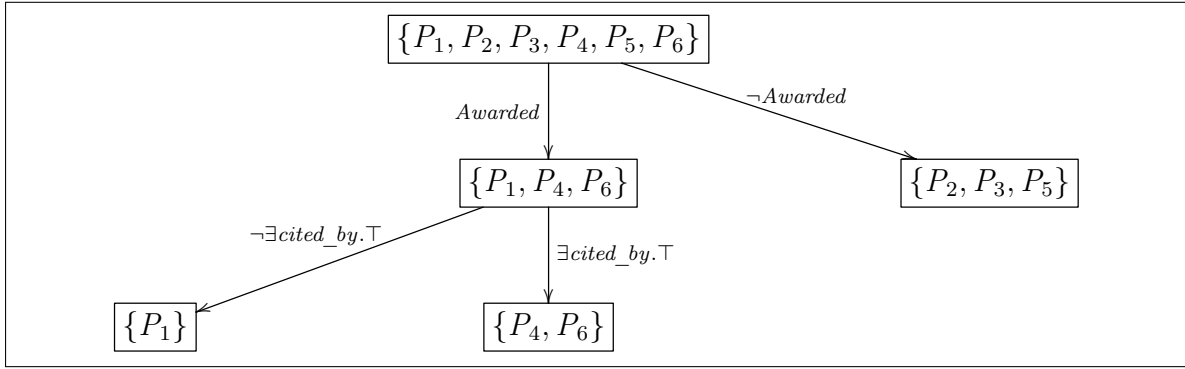 {P₁, P₂, P₃, P₄, P₅, P₆}
Awarded
¬Awarded
{P₁, P₄, P₆}
{P₂, P₃, P₅}
¬∃cited_by.⊤
∃cited_by.⊤
{P₁}
{P₄, P₆}